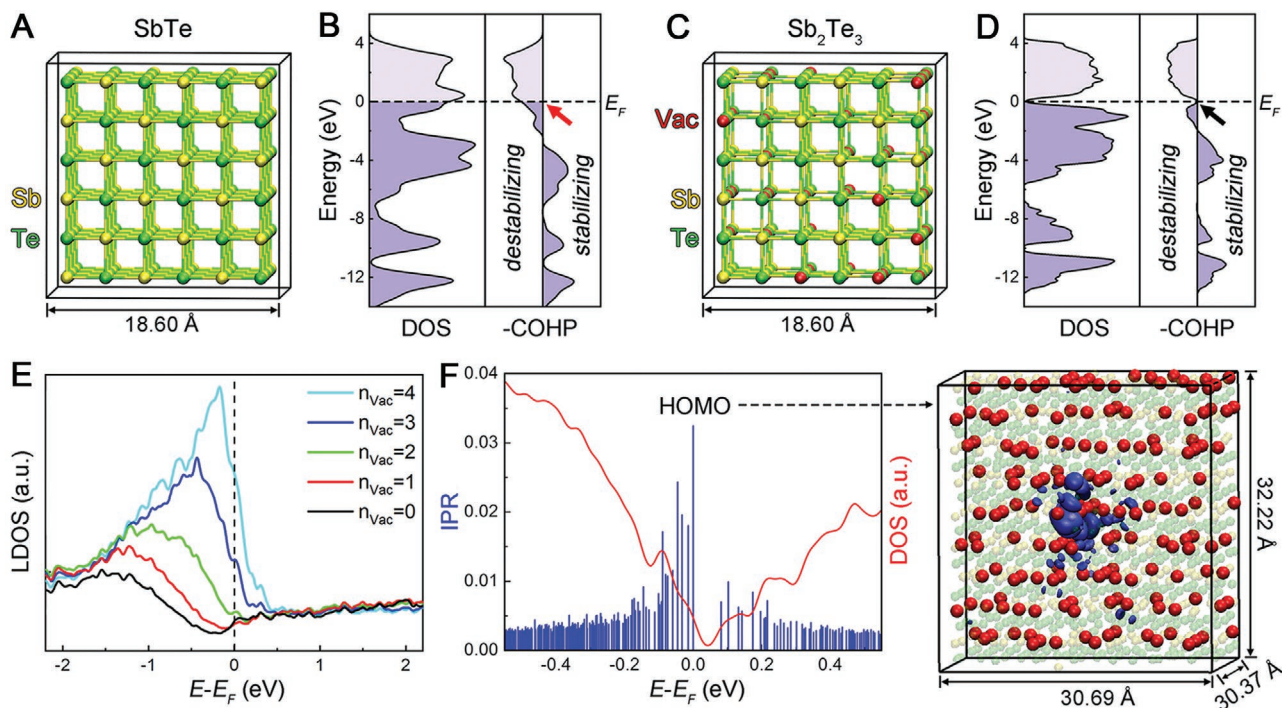 A
SbTe
Sb
Te
18.60 Å
B
Energy (eV)
4
0
-4
-8
-12
E_F
destabilizing
stabilizing
DOS
-COHP
C
Sb₂Te₃
Vac
Sb
Te
18.60 Å
D
Energy (eV)
4
0
-4
-8
-12
E_F
destabilizing
stabilizing
DOS
-COHP
E
LDOS (a.u.)
n_Vac=4
n_Vac=3
n_Vac=2
n_Vac=1
n_Vac=0
-2 -1 0 1 2
E-E_F (eV)
F
IPR
0.04
0.03
0.02
0.01
0.00
HOMO
DOS (a.u.)
-0.4 -0.2 0.0 0.2 0.4
E-E_F (eV)
32.22 Å
30.69 Å
30.37 Å